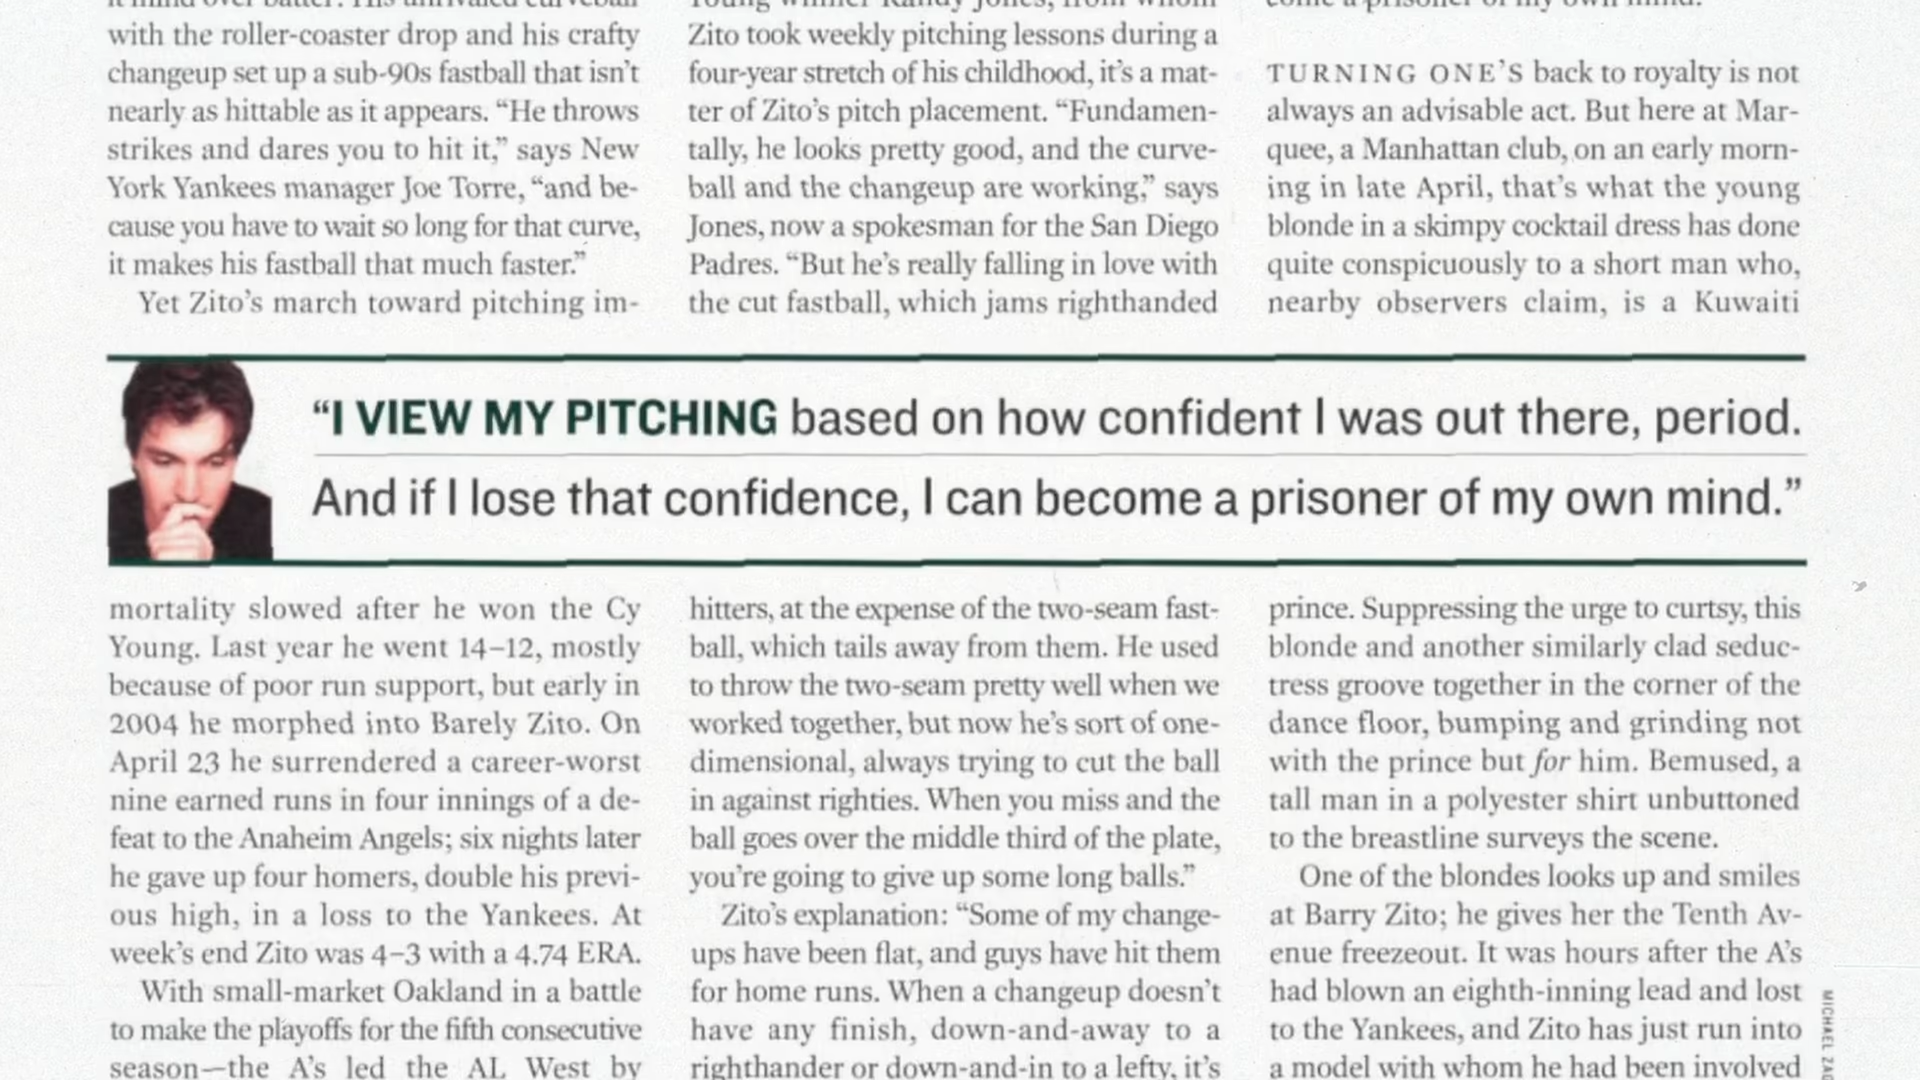 it mind over batter. His unrivaled curveball
with the roller-coaster drop and his crafty
changeup set up a sub-90s fastball that isn't
nearly as hittable as it appears. “He throws
strikes and dares you to hit it,” says New
York Yankees manager Joe Torre, “and be-
cause you have to wait so long for that curve,
it makes his fastball that much faster.”
Yet Zito's march toward pitching im-
Young winner Randy Jones, from whom
Zito took weekly pitching lessons during a
four-year stretch of his childhood, it's a mat-
ter of Zito's pitch placement. “Fundamen-
tally, he looks pretty good, and the curve-
ball and the changeup are working,” says
Jones, now a spokesman for the San Diego
Padres. “But he's really falling in love with
the cut fastball, which jams righthanded
come a prisoner of my own mind.”
TURNING ONE'S back to royalty is not
always an advisable act. But here at Mar-
quee, a Manhattan club, on an early morn-
ing in late April, that's what the young
blonde in a skimpy cocktail dress has done
quite conspicuously to a short man who,
nearby observers claim, is a Kuwaiti
“I VIEW MY PITCHING based on how confident I was out there, period.
And if I lose that confidence, I can become a prisoner of my own mind.”
mortality slowed after he won the Cy
Young. Last year he went 14–12, mostly
because of poor run support, but early in
2004 he morphed into Barely Zito. On
April 23 he surrendered a career-worst
nine earned runs in four innings of a de-
feat to the Anaheim Angels; six nights later
he gave up four homers, double his previ-
ous high, in a loss to the Yankees. At
week's end Zito was 4–3 with a 4.74 ERA.
With small-market Oakland in a battle
to make the playoffs for the fifth consecutive
season—the A's led the AL West by
hitters, at the expense of the two-seam fast-
ball, which tails away from them. He used
to throw the two-seam pretty well when we
worked together, but now he's sort of one-
dimensional, always trying to cut the ball
in against righties. When you miss and the
ball goes over the middle third of the plate,
you're going to give up some long balls.”
Zito's explanation: “Some of my change-
ups have been flat, and guys have hit them
for home runs. When a changeup doesn't
have any finish, down-and-away to a
righthander or down-and-in to a lefty, it's
prince. Suppressing the urge to curtsy, this
blonde and another similarly clad seduc-
tress groove together in the corner of the
dance floor, bumping and grinding not
with the prince but for him. Bemused, a
tall man in a polyester shirt unbuttoned
to the breastline surveys the scene.
One of the blondes looks up and smiles
at Barry Zito; he gives her the Tenth Av-
enue freezeout. It was hours after the A's
had blown an eighth-inning lead and lost
to the Yankees, and Zito has just run into
a model with whom he had been involved
MICHAEL